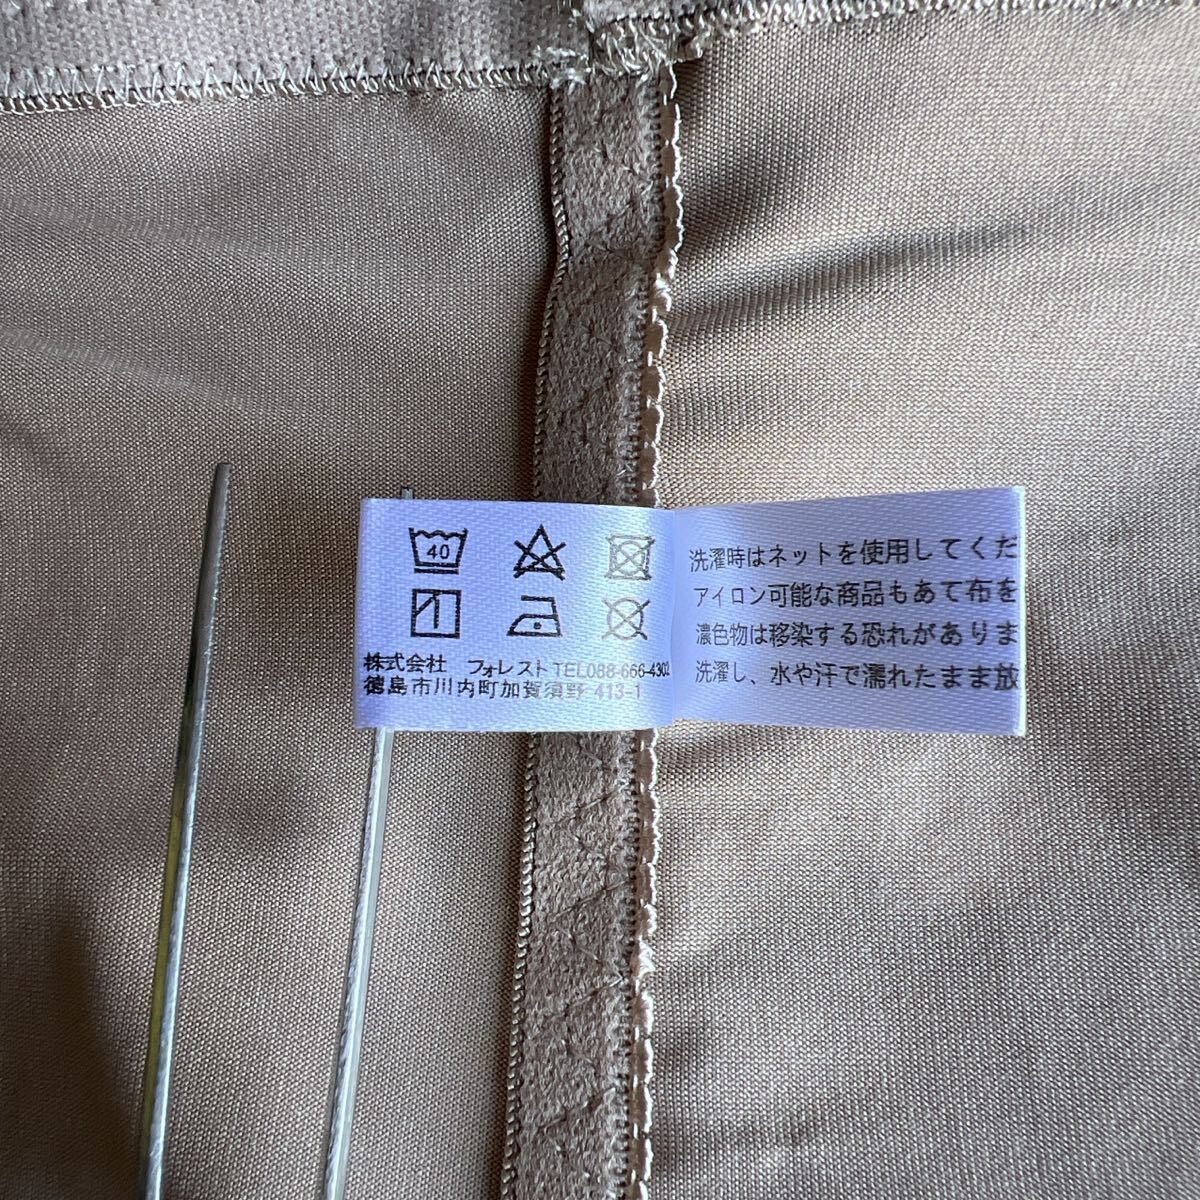 40
株式会社 フォレスト TEL088-666-4302
徳島市川内町加賀須野 413-1
洗濯時はネットを使用してくだ
アイロン可能な商品もあて布を
濃色物は移染する恐れがありま
洗濯し、水や汗で濡れたまま放